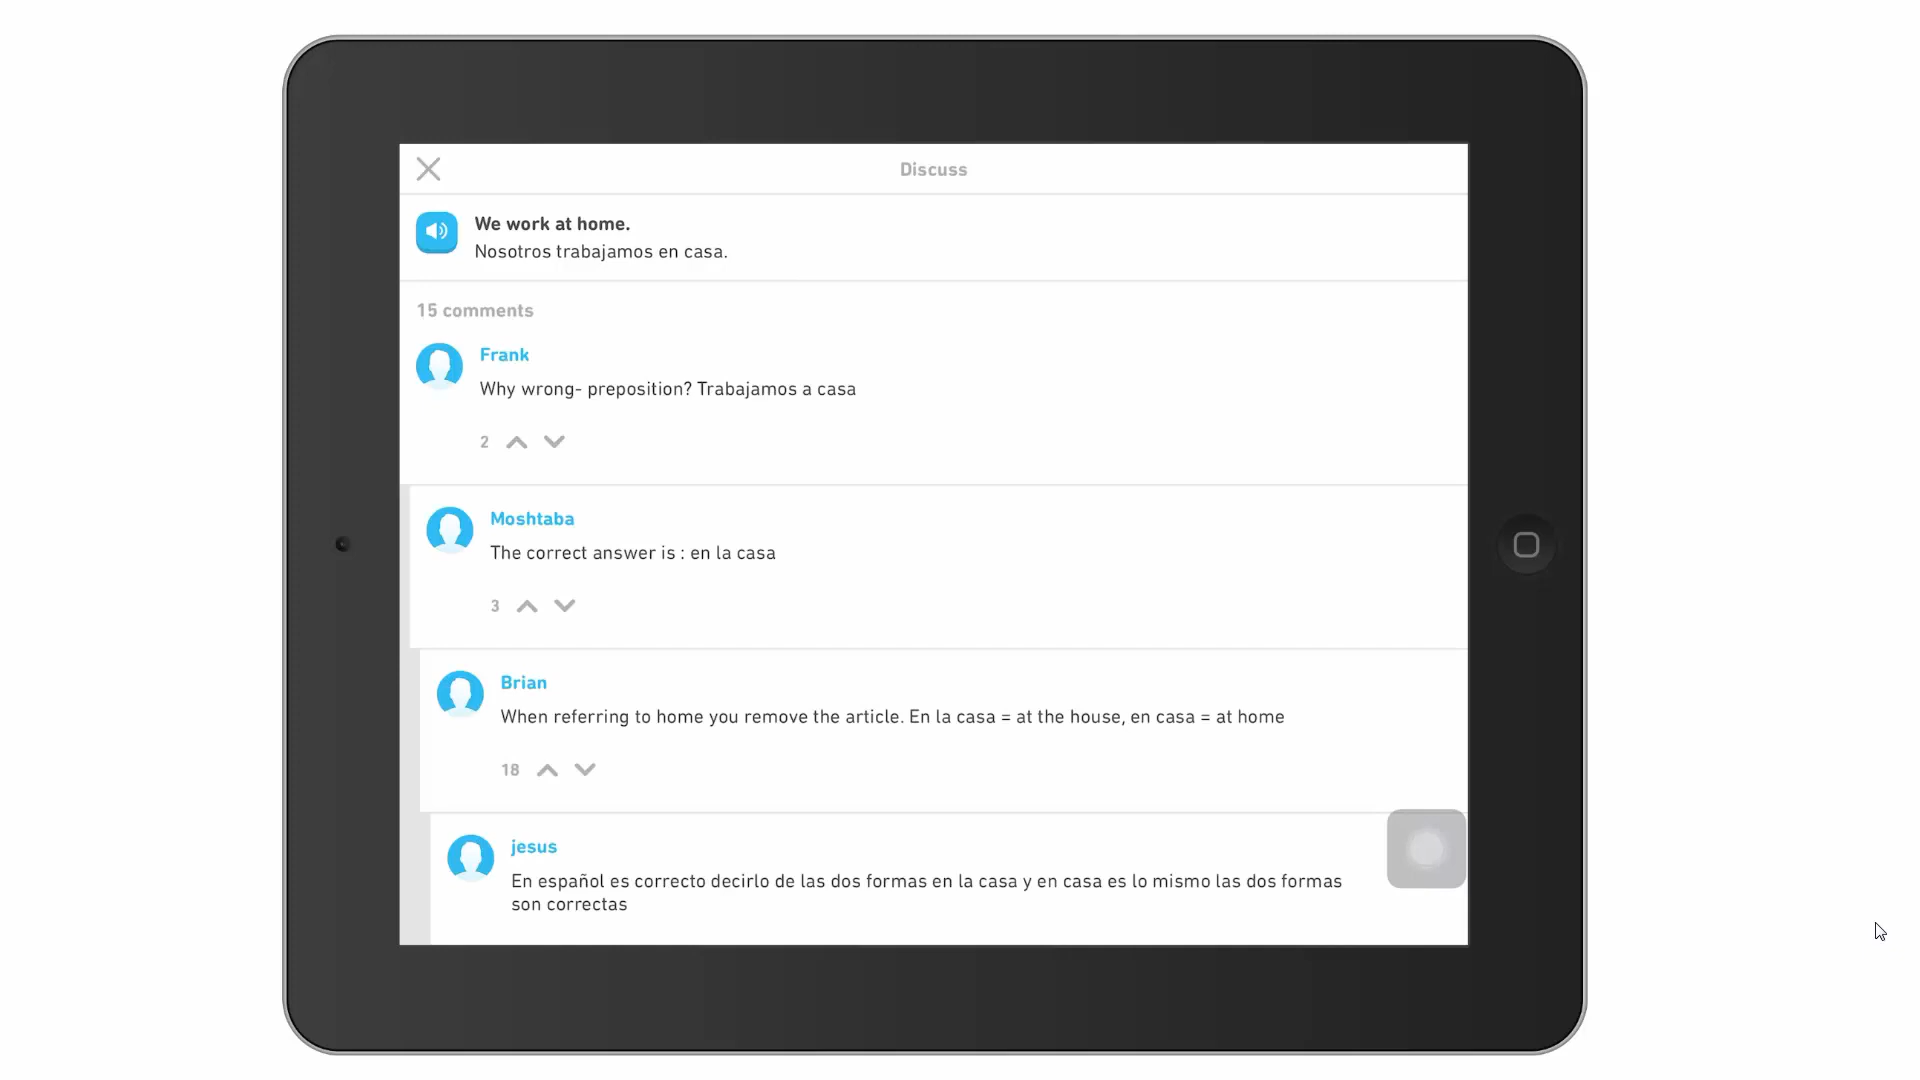 Discuss
We work at home.
Nosotros trabajamos en casa.
15 comments
Frank
Why wrong- preposition? Trabajamos a casa
2
Moshtaba
The correct answer is : en la casa
3
Brian
When referring to home you remove the article. En la casa = at the house, en casa = at home
18
jesus
En español es correcto decirlo de las dos formas en la casa y en casa es lo mismo las dos formas
son correctas